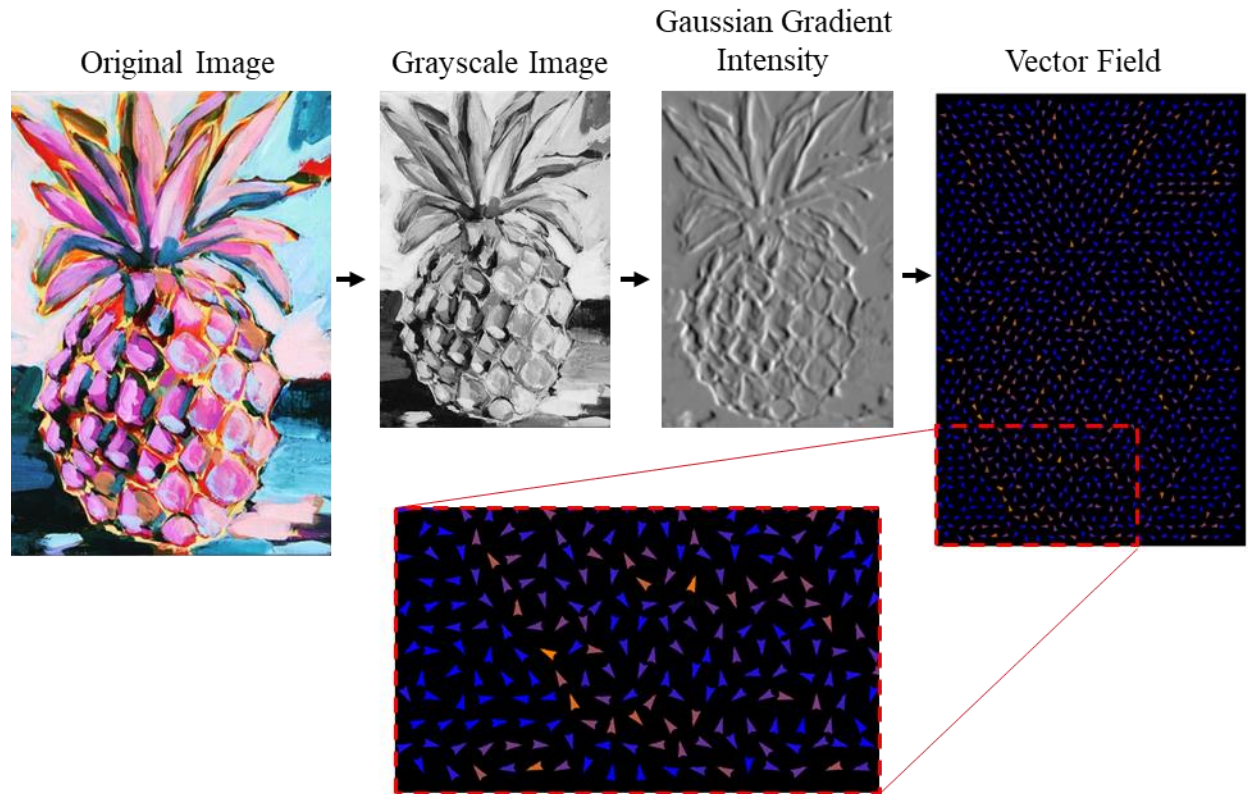 Original Image
Grayscale Image
Gaussian Gradient
Intensity
Vector Field